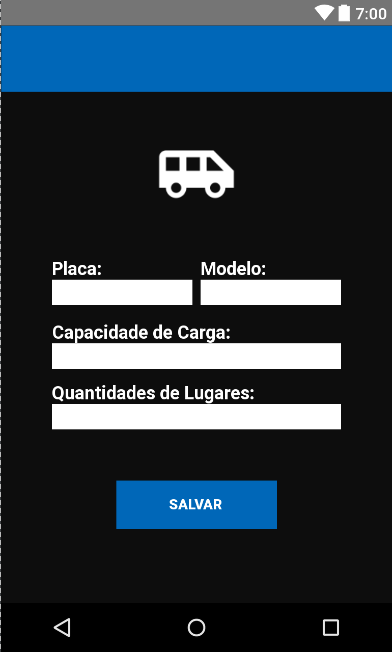 7:00
Placa: Modelo:
Capacidade de Carga:
Quantidades de Lugares:
SALVAR